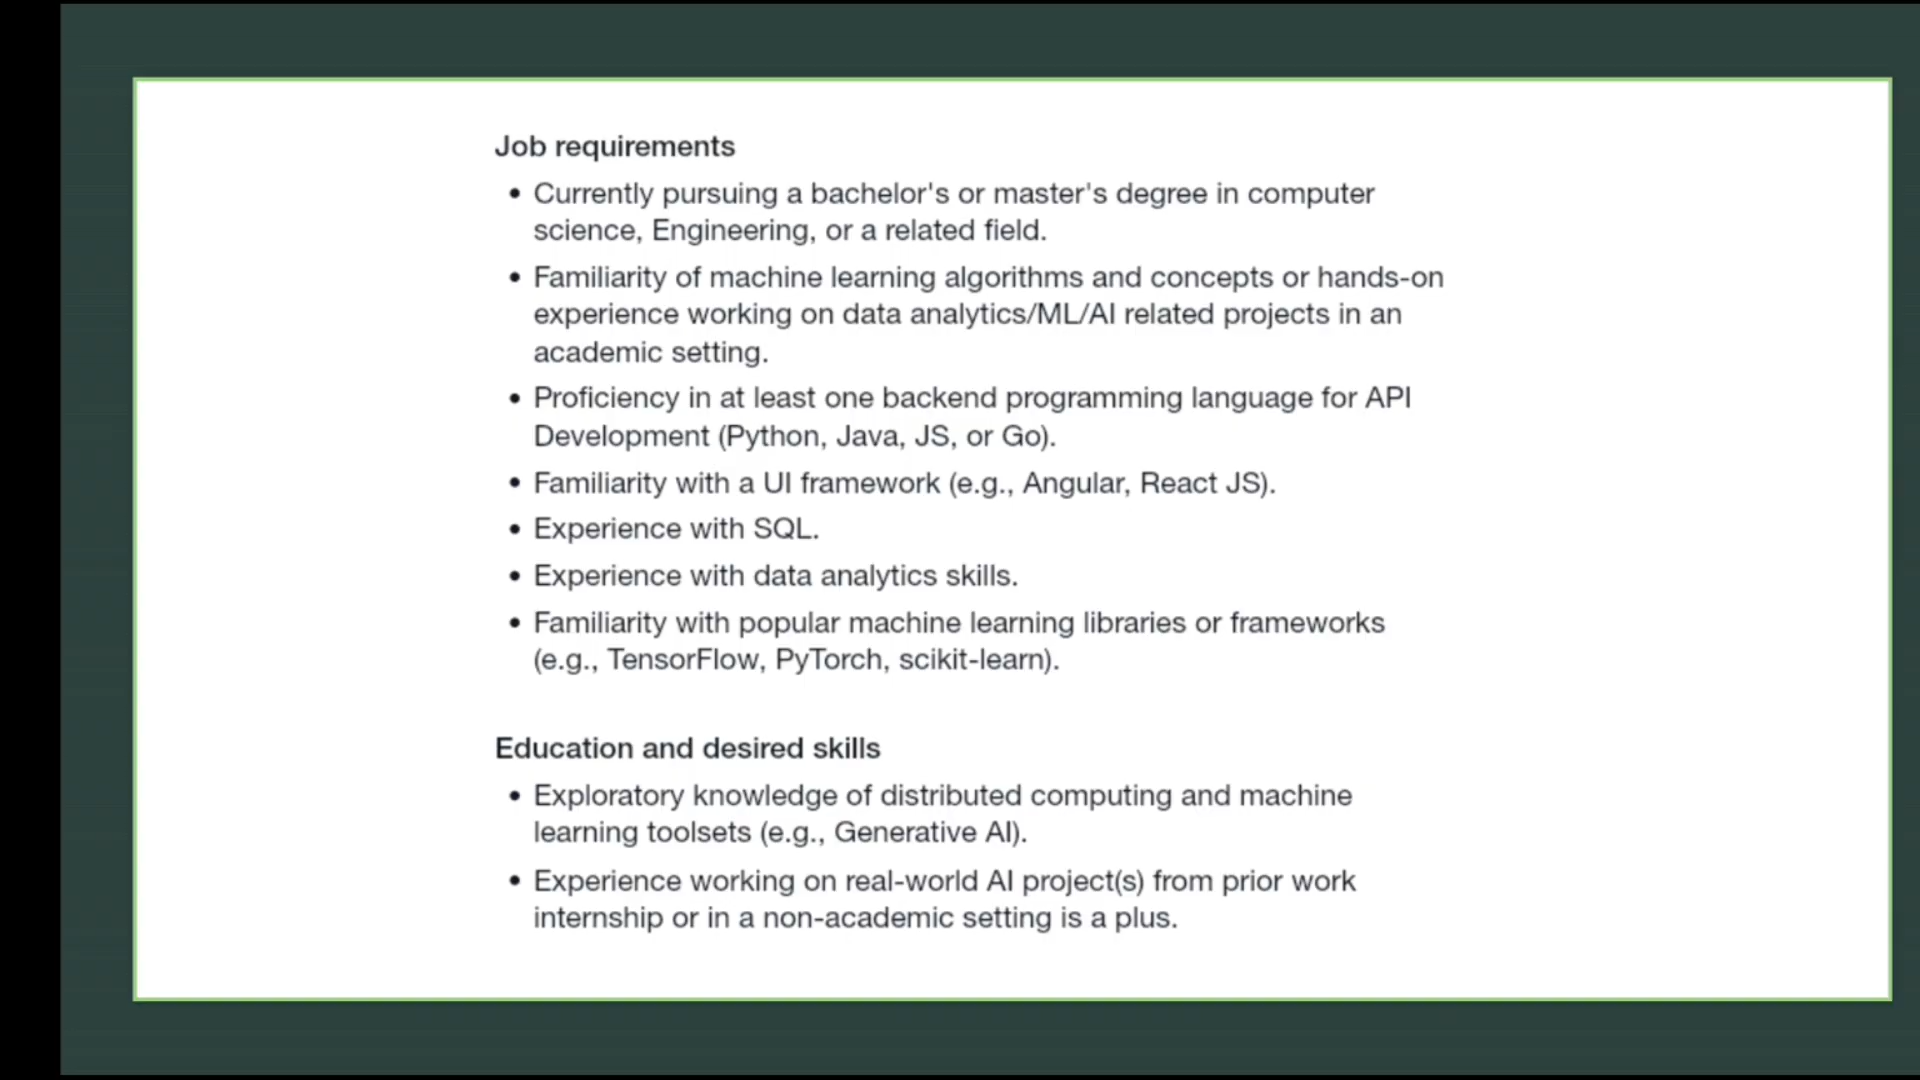 Job requirements
• Currently pursuing a bachelor's or master's degree in computer
science, Engineering, or a related field.
• Familiarity of machine learning algorithms and concepts or hands-on
experience working on data analytics/ML/AI related projects in an
academic setting.
• Proficiency in at least one backend programming language for API
Development (Python, Java, JS, or Go).
• Familiarity with a UI framework (e.g., Angular, React JS).
• Experience with SQL.
• Experience with data analytics skills.
• Familiarity with popular machine learning libraries or frameworks
(e.g., TensorFlow, PyTorch, scikit-learn).
Education and desired skills
• Exploratory knowledge of distributed computing and machine
learning toolsets (e.g., Generative AI).
• Experience working on real-world AI project(s) from prior work
internship or in a non-academic setting is a plus.